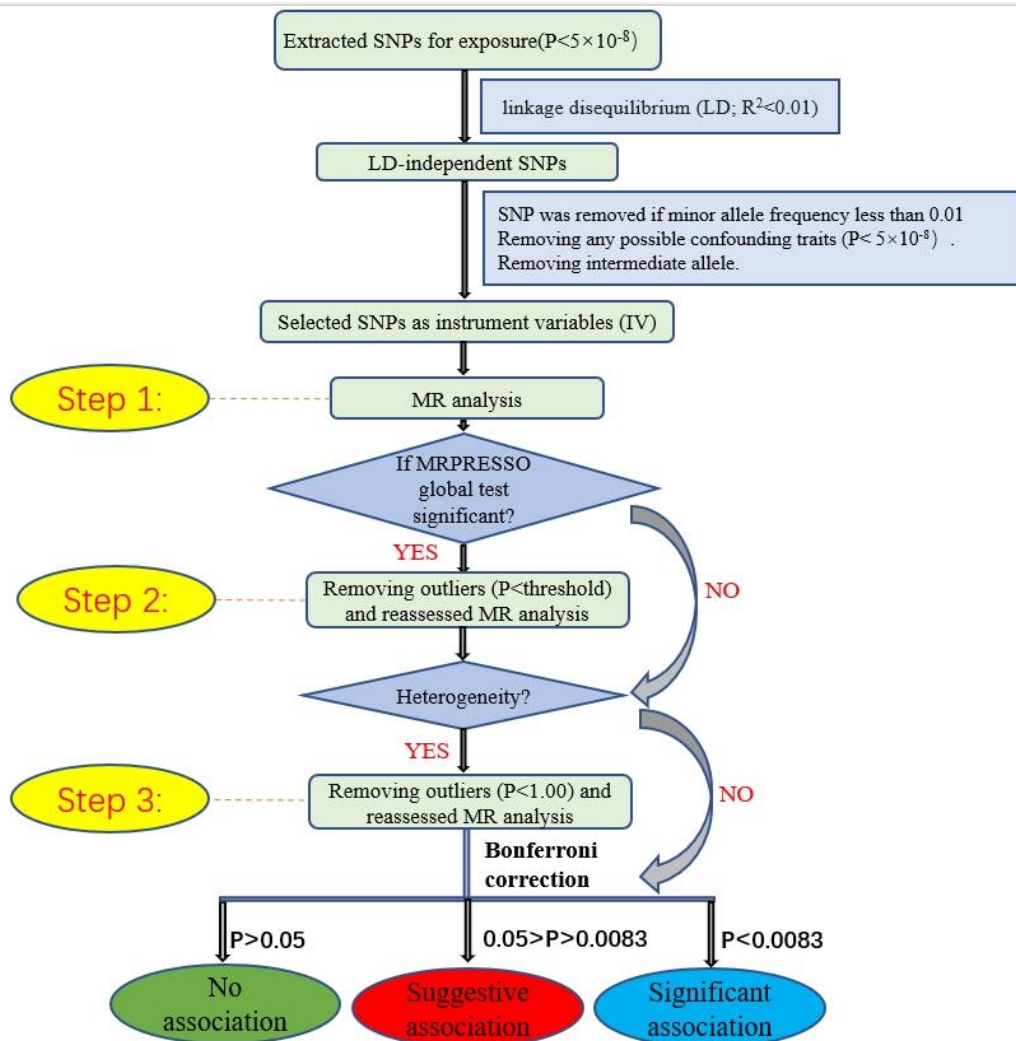 Extracted SNPs for exposure(P<5×10⁻⁸)
linkage disequilibrium (LD; R²<0.01)
LD-independent SNPs
SNP was removed if minor allele frequency less than 0.01
Removing any possible confounding traits (P< 5×10⁻⁸) .
Removing intermediate allele.
Selected SNPs as instrument variables (IV)
Step 1:
MR analysis
If MRPRESSO
global test
significant?
YES
NO
Step 2:
Removing outliers (P<threshold)
and reassessed MR analysis
Heterogeneity?
YES
NO
Step 3:
Removing outliers (P<1.00) and
reassessed MR analysis
Bonferroni
correction
P>0.05
0.05>P>0.0083
P<0.0083
No
association
Suggestive
association
Significant
association